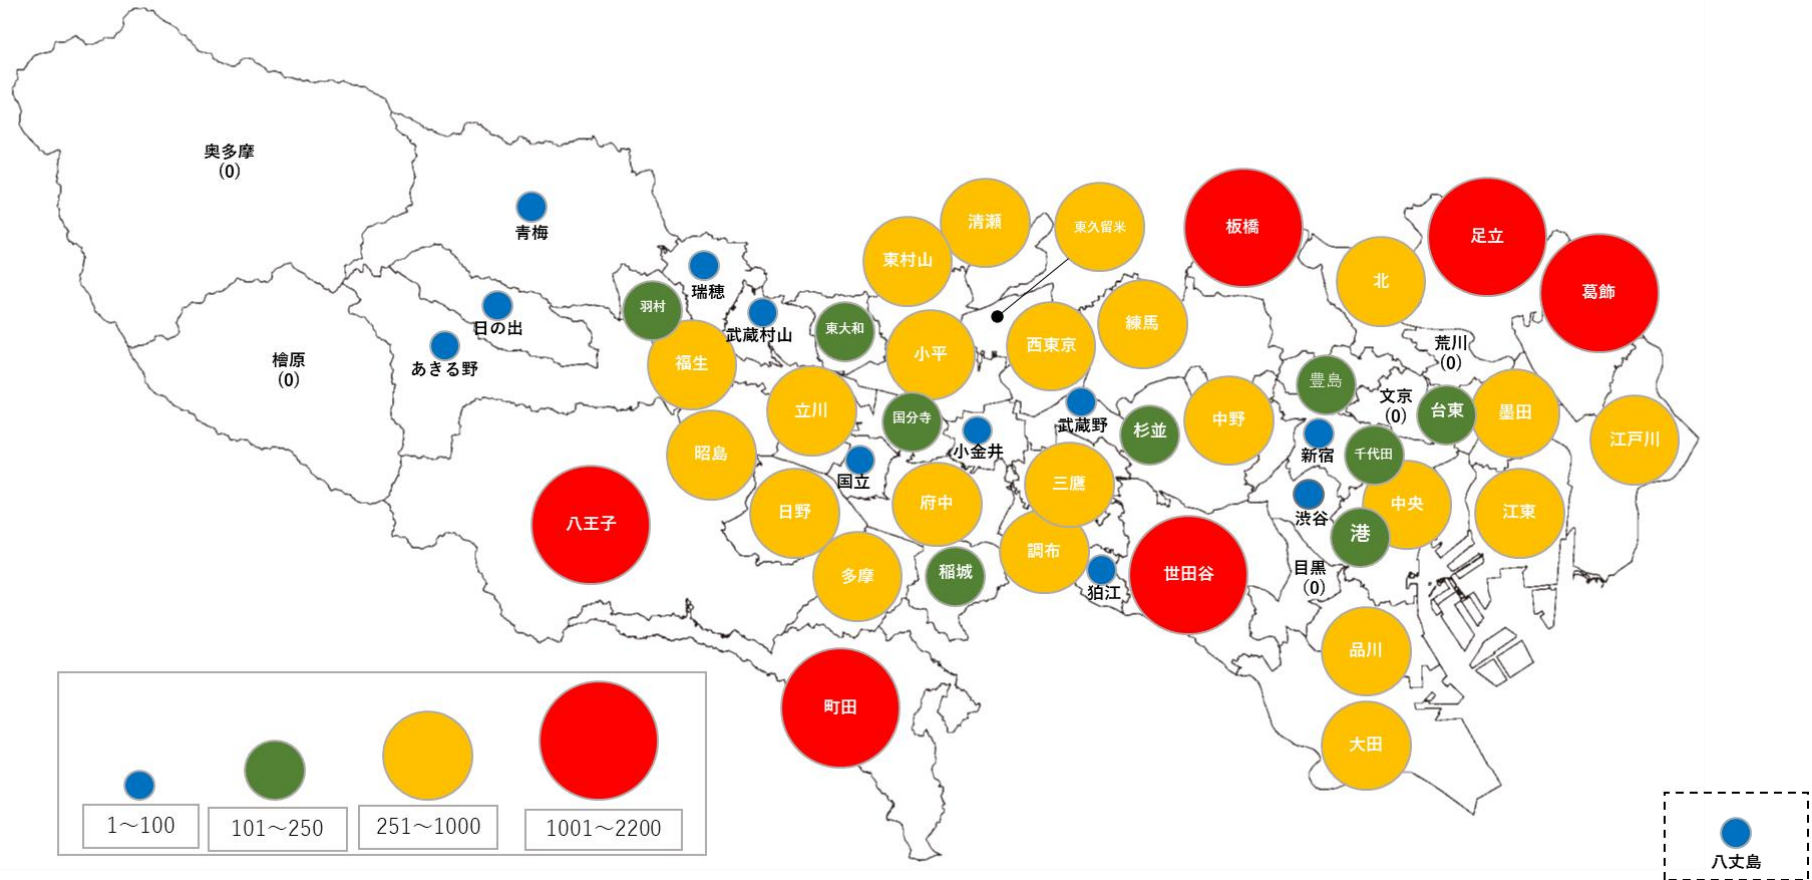 奥多摩
(0)
青梅
日の出
あきる野
檜原
(0)
瑞穂
羽村
武蔵村山
福生
東大和
東村山
清瀬
東久留米
小平
西東京
練馬
板橋
北
足立
葛飾
荒川
(0)
豊島
文京
(0)
台東
墨田
江戸川
立川
国分寺
小金井
武蔵野
杉並
中野
新宿
千代田
昭島
国立
三鷹
渋谷
中央
江東
八王子
日野
府中
港
多摩
稲城
調布
狛江
世田谷
目黒
(0)
品川
町田
大田
1～100
101～250
251～1000
1001～2200
八丈島